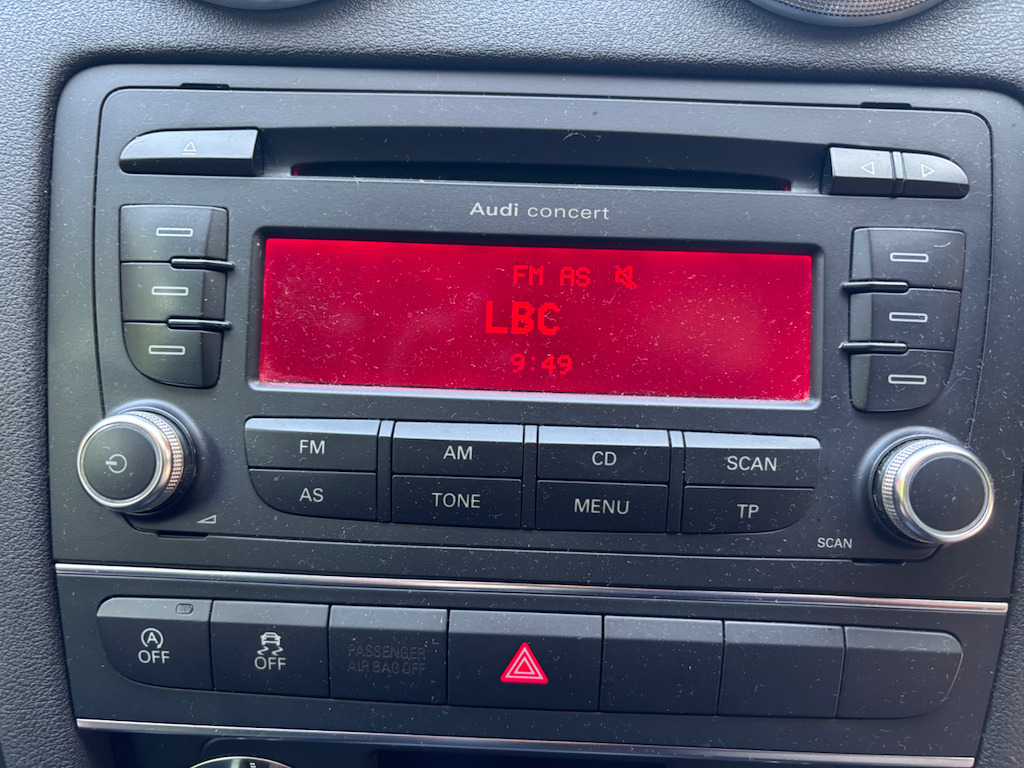 Audi concert
FM AS
LBC
9:49
FM AM CD SCAN
AS TONE MENU TP
SCAN
A
OFF
OFF
PASSENGER
AIR BAG OFF